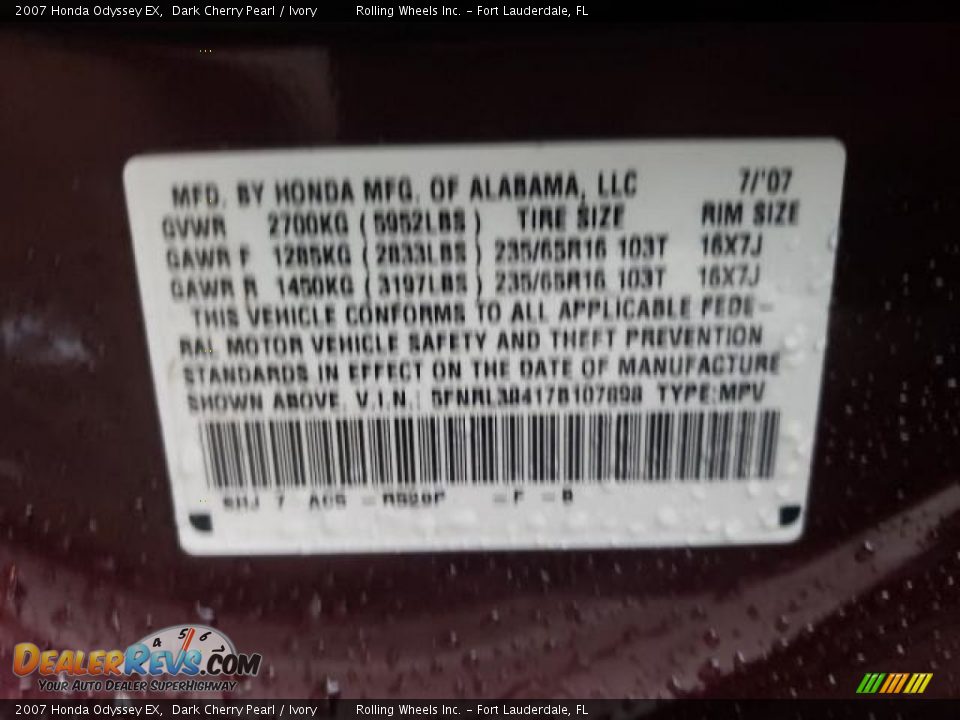 2007 Honda Odyssey EX, Dark Cherry Pearl / Ivory Rolling Wheels Inc. - Fort Lauderdale, FL
MFD. BY HONDA MFG. OF ALABAMA, LLC 7/'07
GVWR 2700KG (5952LBS) TIRE SIZE RIM SIZE
GAWR F 1285KG (2833LBS) 235/65R16 103T 16X7J
GAWR R 1450KG (3197LBS) 235/65R16 103T 16X7J
THIS VEHICLE CONFORMS TO ALL APPLICABLE FEDE-
RAL MOTOR VEHICLE SAFETY AND THEFT PREVENTION
STANDARDS IN EFFECT ON THE DATE OF MANUFACTURE
SHOWN ABOVE. V.I.N.: TYPE:MPV
7
4 5 6
DEALERREVS.COM
YOUR AUTO DEALER SUPERHIGHWAY
2007 Honda Odyssey EX, Dark Cherry Pearl / Ivory Rolling Wheels Inc. - Fort Lauderdale, FL